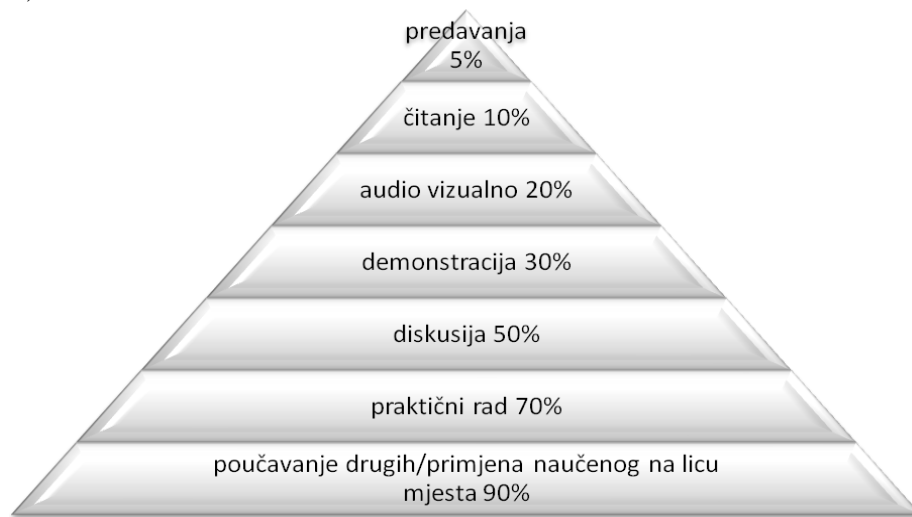 predavanja
5%
čitanje 10%
audio vizualno 20%
demonstracija 30%
diskusija 50%
praktični rad 70%
poučavanje drugih/primjena naučenog na licu
mjesta 90%